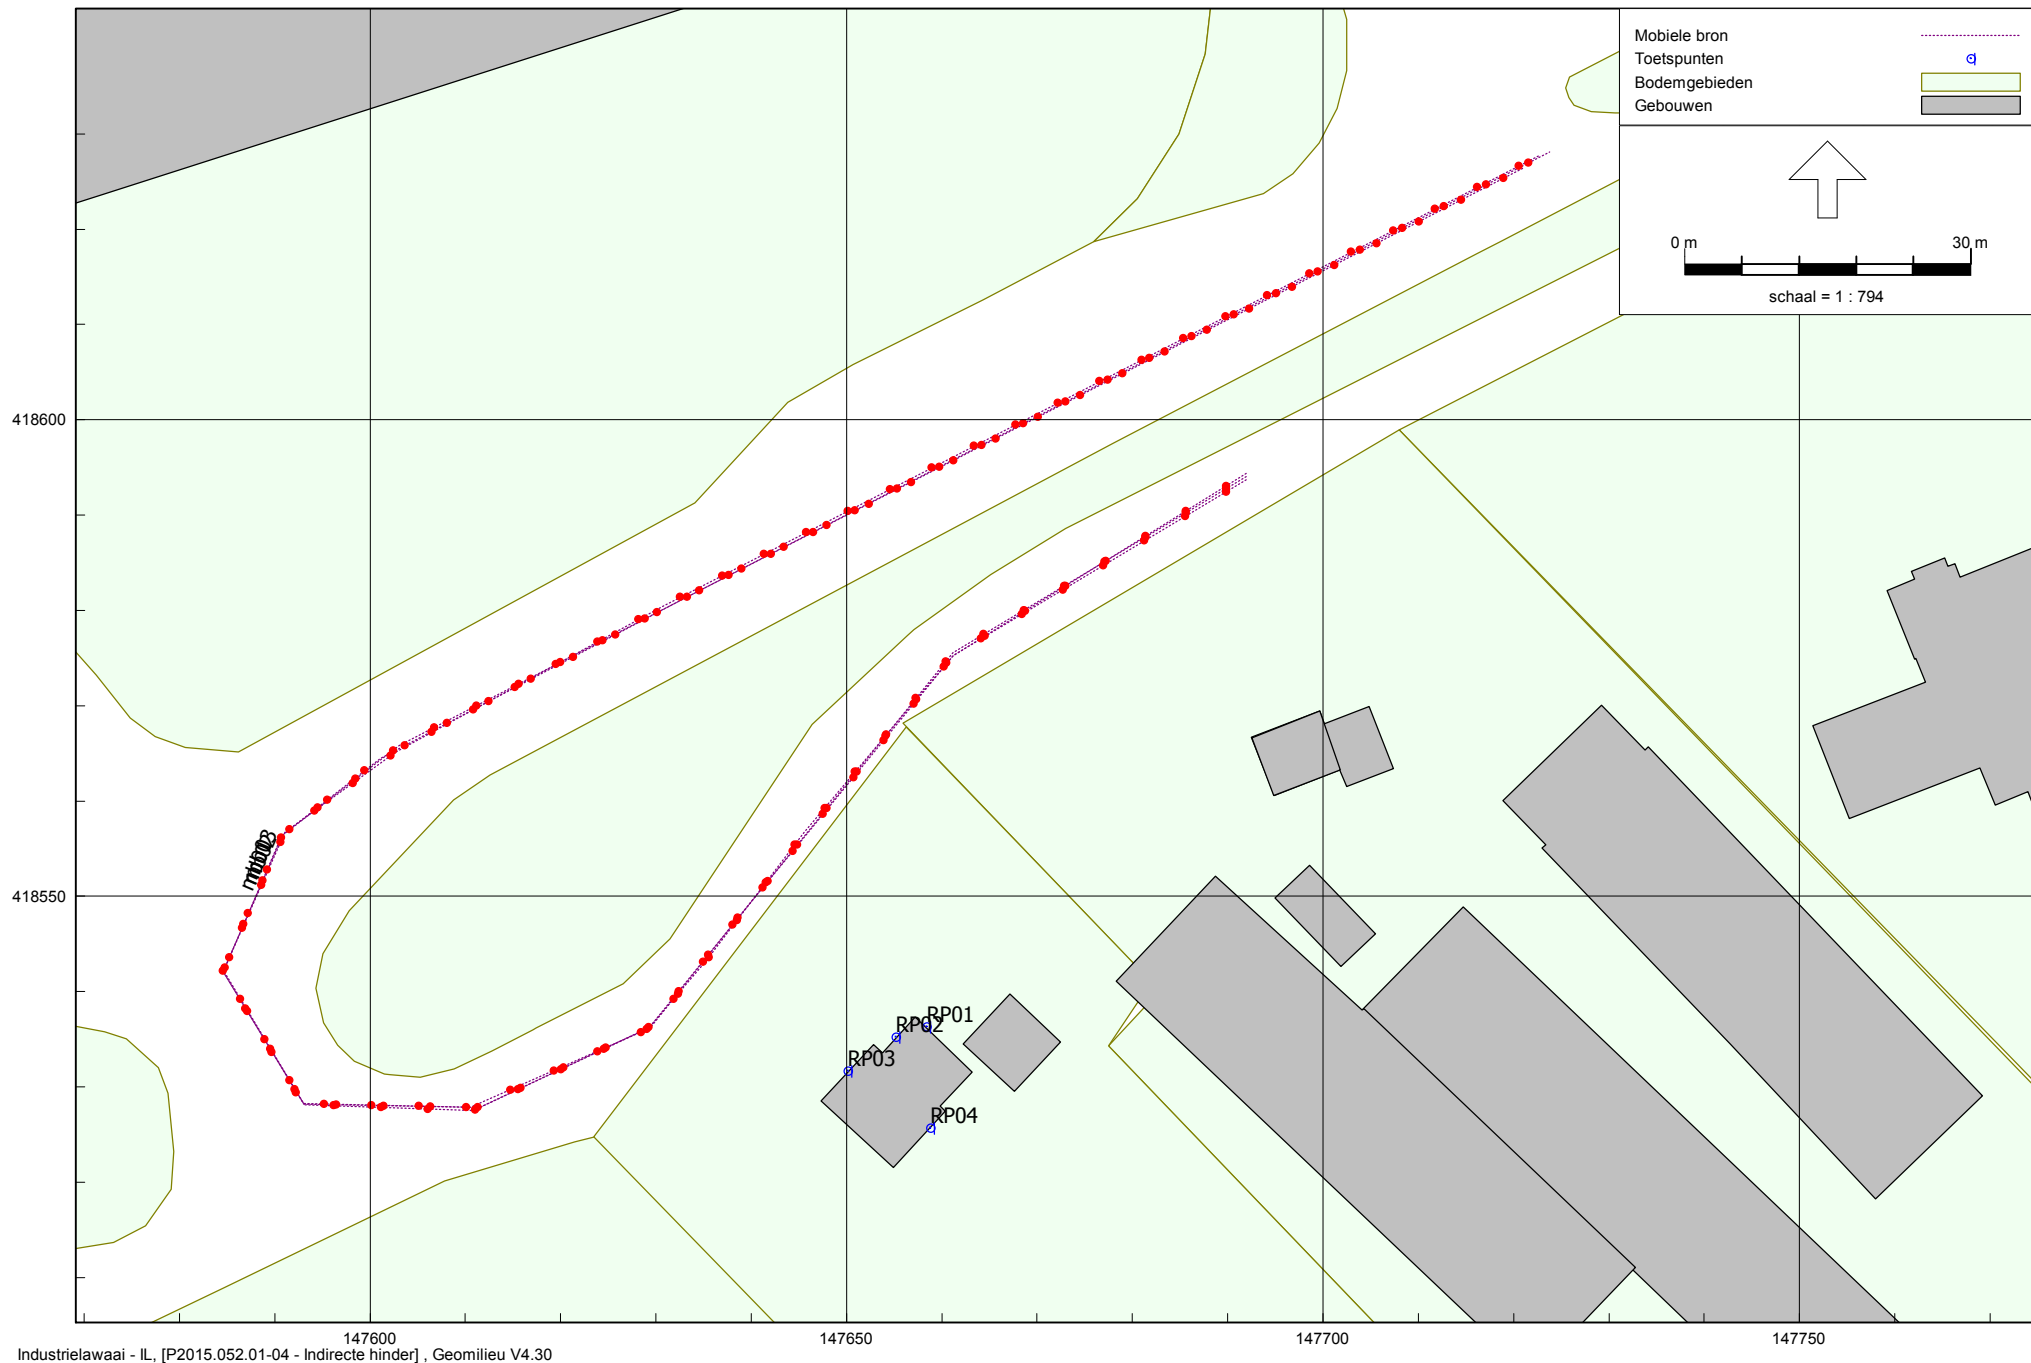 Mobiele bron
Toetspunten
Bodemgebieden
Gebouwen
0 m 30 m
schaal = 1 : 794
418600
418550
RP01
RP02
RP03
RP04
147600 147650 147700 147750
Industrielawaai - IL, [P2015.052.01-04 - Indirecte hinder] , Geomilieu V4.30